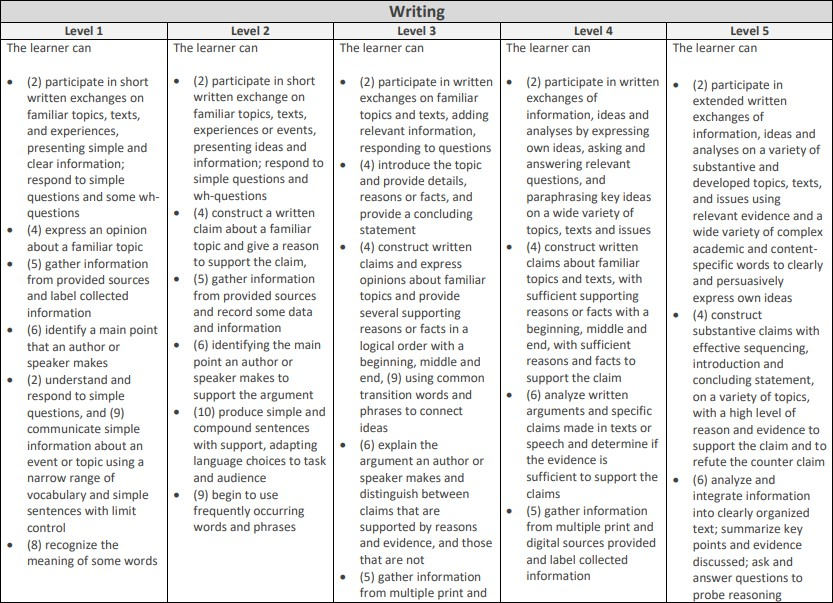 Writing
Level 1
The learner can
• (2) participate in short
written exchanges on
familiar topics, texts,
and experiences,
presenting simple and
clear information;
respond to simple
questions and some wh-
questions
• (4) express an opinion
about a familiar topic
• (5) gather information
from provided sources
and label collected
information
• (6) identify a main point
that an author or
speaker makes
• (2) understand and
respond to simple
questions, and (9)
communicate simple
information about an
event or topic using a
narrow range of
vocabulary and simple
sentences with limit
control
• (8) recognize the
meaning of some words
Level 2
The learner can
• (2) participate in short
written exchange on
familiar topics, texts,
experiences or events,
presenting ideas and
information; respond to
simple questions and
wh-questions
• (4) construct a written
claim about a familiar
topic and give a reason
to support the claim,
• (5) gather information
from provided sources
and record some data
and information
• (6) identifying the main
point an author or
speaker makes to
support the argument
• (10) produce simple and
compound sentences
with support, adapting
language choices to task
and audience
• (9) begin to use
frequently occurring
words and phrases
Level 3
The learner can
• (2) participate in written
exchanges on familiar
topics and texts, adding
relevant information,
responding to questions
• (4) introduce the topic
and provide details,
reasons or facts, and
provide a concluding
statement
• (4) construct written
claims and express
opinions about familiar
topics and provide
several supporting
reasons or facts in a
logical order with a
beginning, middle and
end, (9) using common
transition words and
phrases to connect
ideas
• (6) explain the
argument an author or
speaker makes and
distinguish between
claims that are
supported by reasons
and evidence, and those
that are not
• (5) gather information
from multiple print and
Level 4
The learner can
• (2) participate in written
exchanges of
information, ideas and
analyses by expressing
own ideas, asking and
answering relevant
questions, and
paraphrasing key ideas
on a wide variety of
topics, texts and issues
• (4) construct written
claims about familiar
topics and texts, with
sufficient supporting
reasons or facts with a
beginning, middle and
end, with sufficient
reasons and facts to
support the claim
• (6) analyze written
arguments and specific
claims made in texts or
speech and determine if
the evidence is
sufficient to support the
claims
• (5) gather information
from multiple print and
digital sources provided
and label collected
information
Level 5
The learner can
• (2) participate in
extended written
exchanges of
information, ideas and
analyses on a variety of
substantive and
developed topics, texts,
and issues using
relevant evidence and a
wide variety of complex
academic and content-
specific words to clearly
and persuasively
express own ideas
• (4) construct
substantive claims with
effective sequencing,
introduction and
concluding statement,
on a variety of topics,
with a high level of
reason and evidence to
support the claim and to
refute the counter claim
• (6) analyze and
integrate information
into clearly organized
text; summarize key
points and evidence
discussed; ask and
answer questions to
probe reasoning